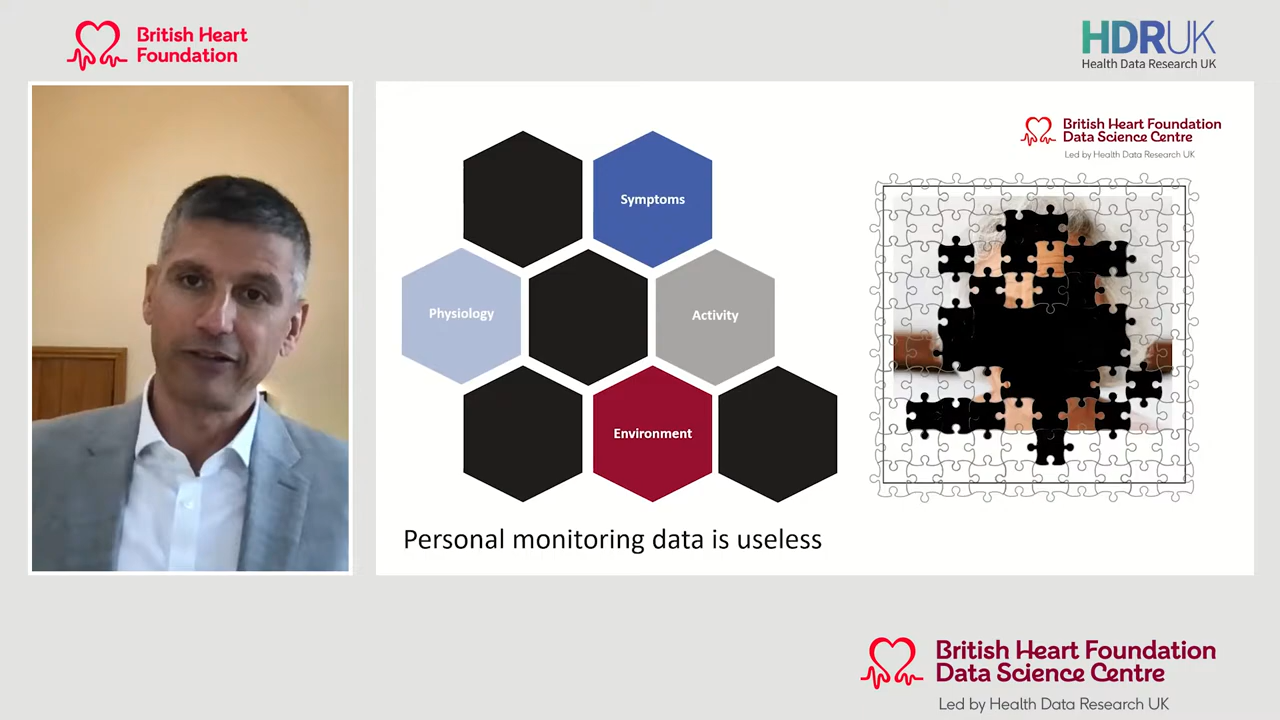 British Heart
Foundation
HDRUK
Health Data Research UK
British Heart Foundation
Data Science Centre
Led by Health Data Research UK
Symptoms
Physiology
Activity
Environment
Personal monitoring data is useless
British Heart Foundation
Data Science Centre
Led by Health Data Research UK